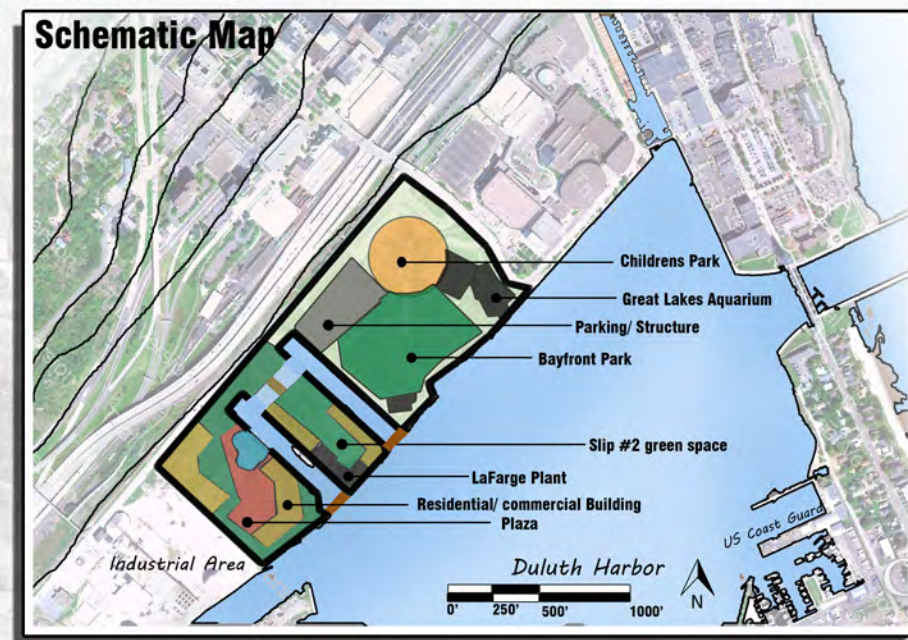 Schematic Map
Childrens Park
Great Lakes Aquarium
Parking/ Structure
Bayfront Park
Slip #2 green space
LaFarge Plant
Residential/ commercial Building
Plaza
US Coast Guard
Industrial Area
Duluth Harbor
0' 250' 500' 1000'
N